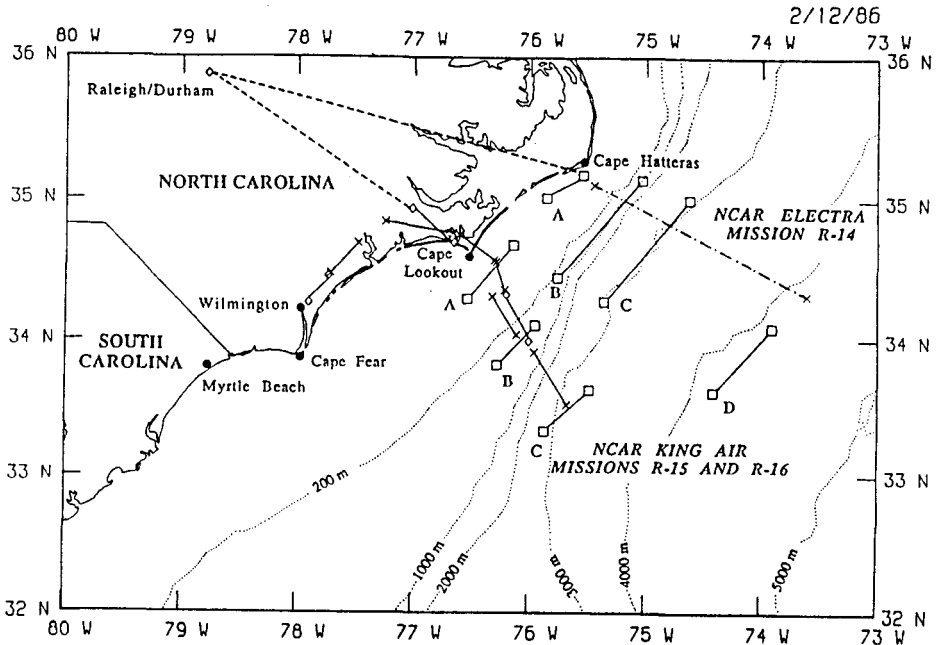 2/12/86
80 W 79 W 78 W 77 W 76 W 75 W 74 W 73 W
36 N 36 N
Raleigh/Durham
Cape Hatteras
NORTH CAROLINA
35 N 35 N
A
NCAR ELECTRA
MISSION R-14
Cape
Lookout
A
B
C
Wilmington
34 N 34 N
SOUTH
CAROLINA
Cape Fear
Myrtle Beach
B
D
C
NCAR KING AIR
MISSIONS R-15 AND R-16
33 N 33 N
200 m
1000 m
2000 m
3000 m
4000 m
5000 m
32 N 32 N
80 W 79 W 78 W 77 W 76 W 75 W 74 W 73 W